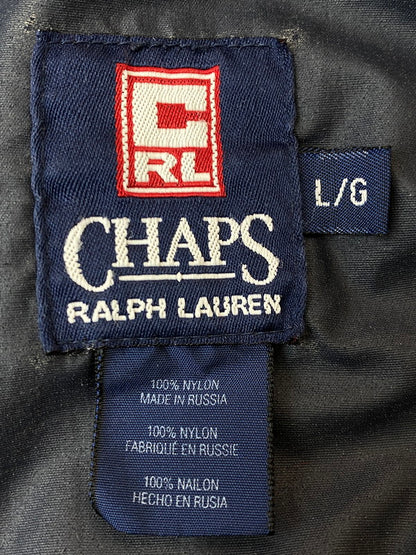 C
RL
CHAPS
RALPH LAUREN
L/G
100% NYLON
MADE IN RUSSIA
100% NYLON
FABRIQUÉ EN RUSSIE
100% NAILON
HECHO EN RUSIA